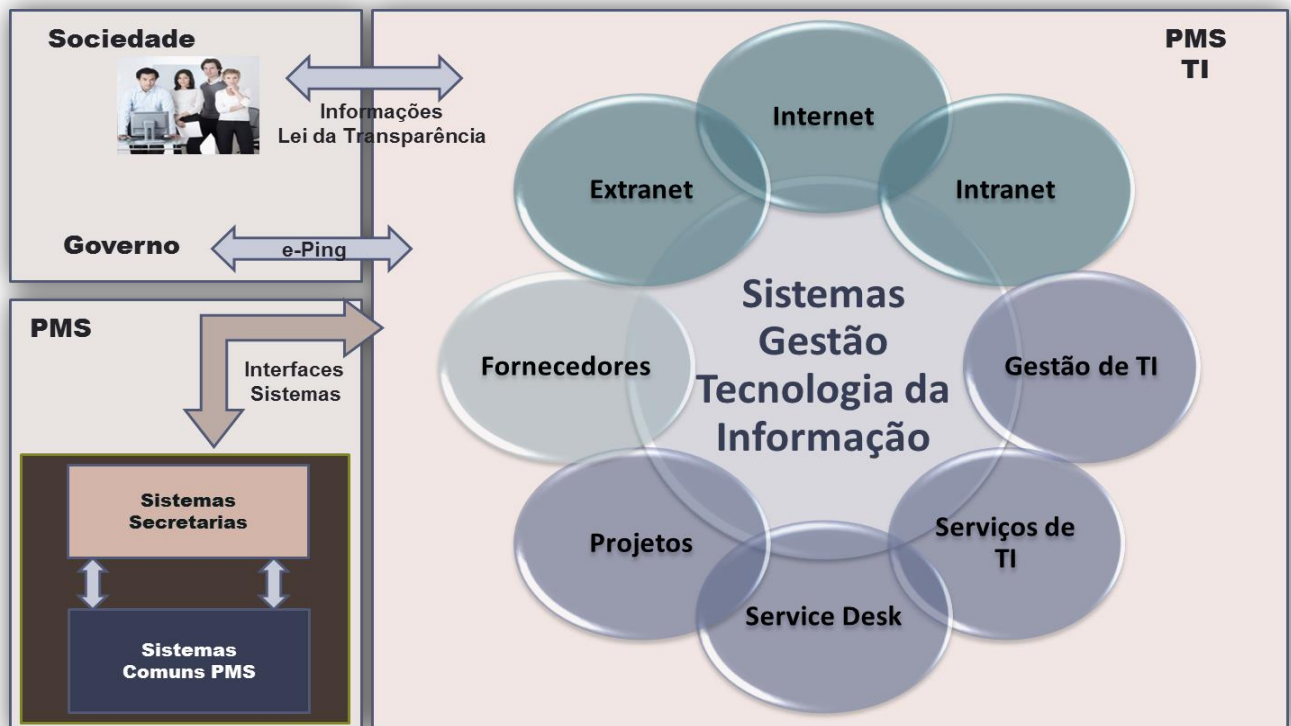 Sociedade
Informações
Lei da Transparência
Governo
e-Ping
PMS
Interfaces
Sistemas
Sistemas
Secretarias
Sistemas
Comuns PMS
PMS
TI
Internet
Extranet
Intranet
Sistemas
Gestão
Tecnologia da
Informação
Fornecedores
Gestão de TI
Projetos
Serviços de
TI
Service Desk